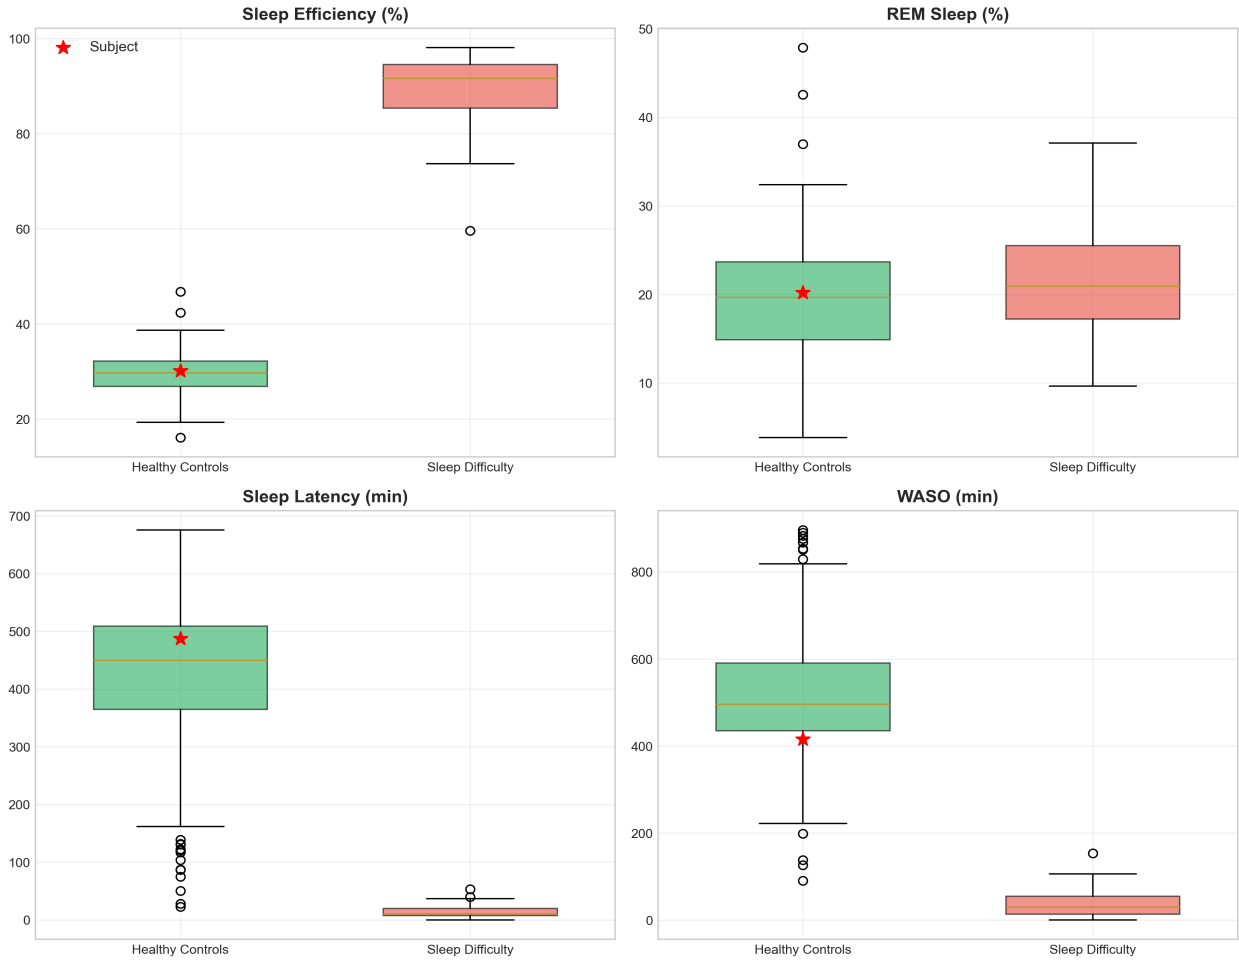 Sleep Efficiency (%)
100
80
60
40
20
Subject
Healthy Controls
Sleep Difficulty
REM Sleep (%)
50
40
30
20
10
Healthy Controls
Sleep Difficulty
Sleep Latency (min)
700
600
500
400
300
200
100
0
Healthy Controls
Sleep Difficulty
WASO (min)
800
600
400
200
0
Healthy Controls
Sleep Difficulty